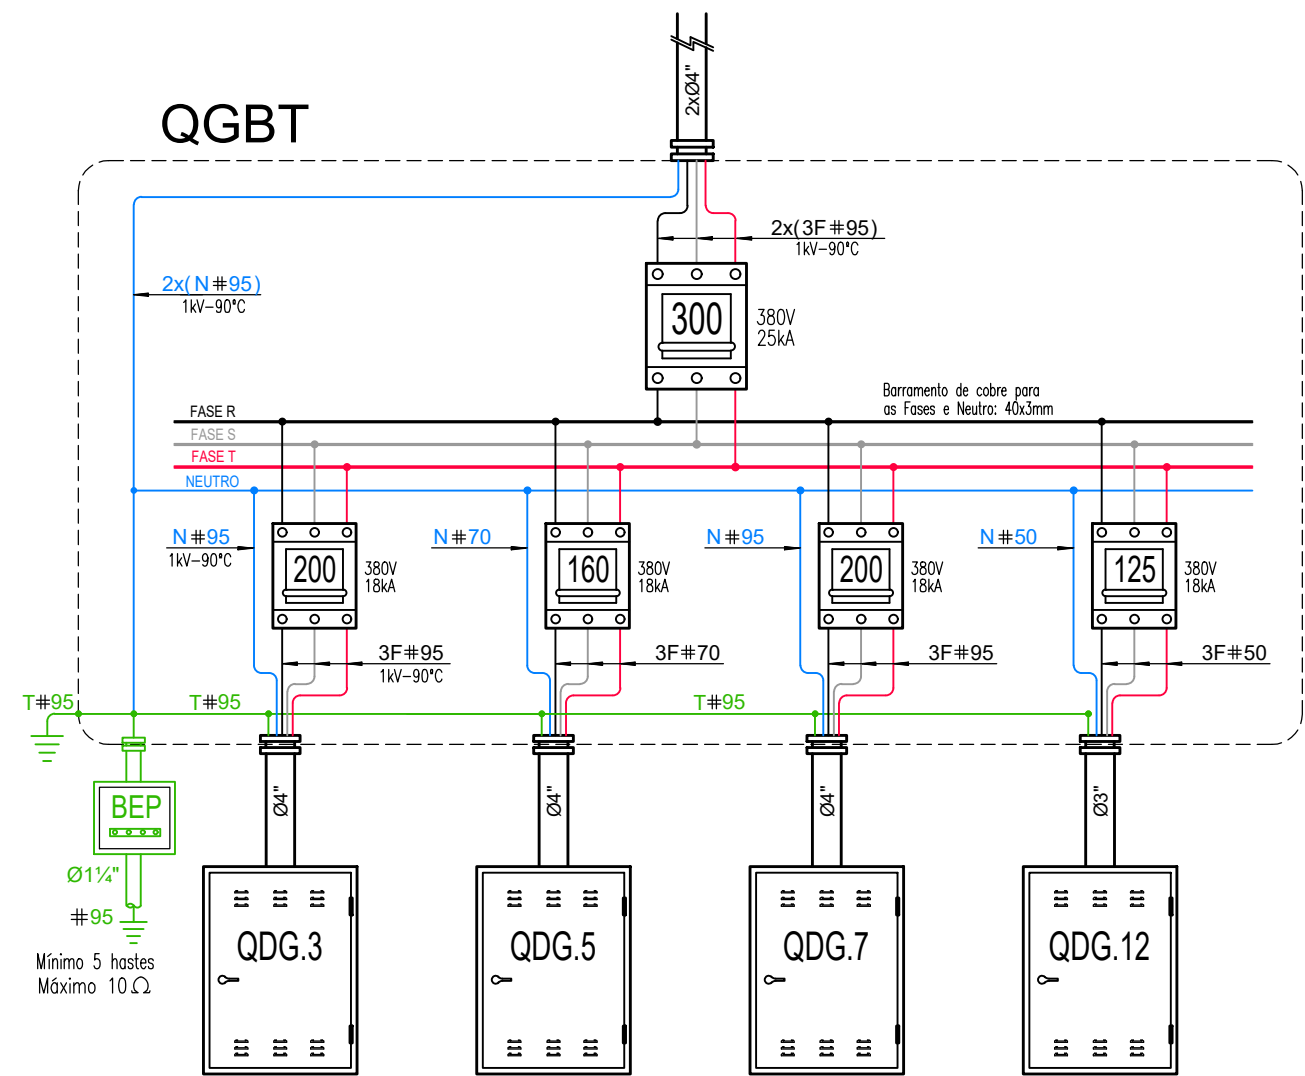 2xØ4"
QGBT
2x(3F#95)
1kV-90°C
2x(N#95)
1kV-90°C
300
380V
25kA
Barramento de cobre para
as Fases e Neutro: 40x3mm
FASE R
FASE S
FASE T
NEUTRO
N#95
1kV-90°C
200
380V
18kA
N#70
160
380V
18kA
N#95
200
380V
18kA
N#50
125
380V
18kA
3F#95
1kV-90°C
3F#70
3F#95
3F#50
T#95
T#95
T#95
BEP
Ø4"
Ø4"
Ø4"
Ø3"
Ø1¼"
#95
Mínimo 5 hastes
Máximo 10Ω
QDG.3
QDG.5
QDG.7
QDG.12